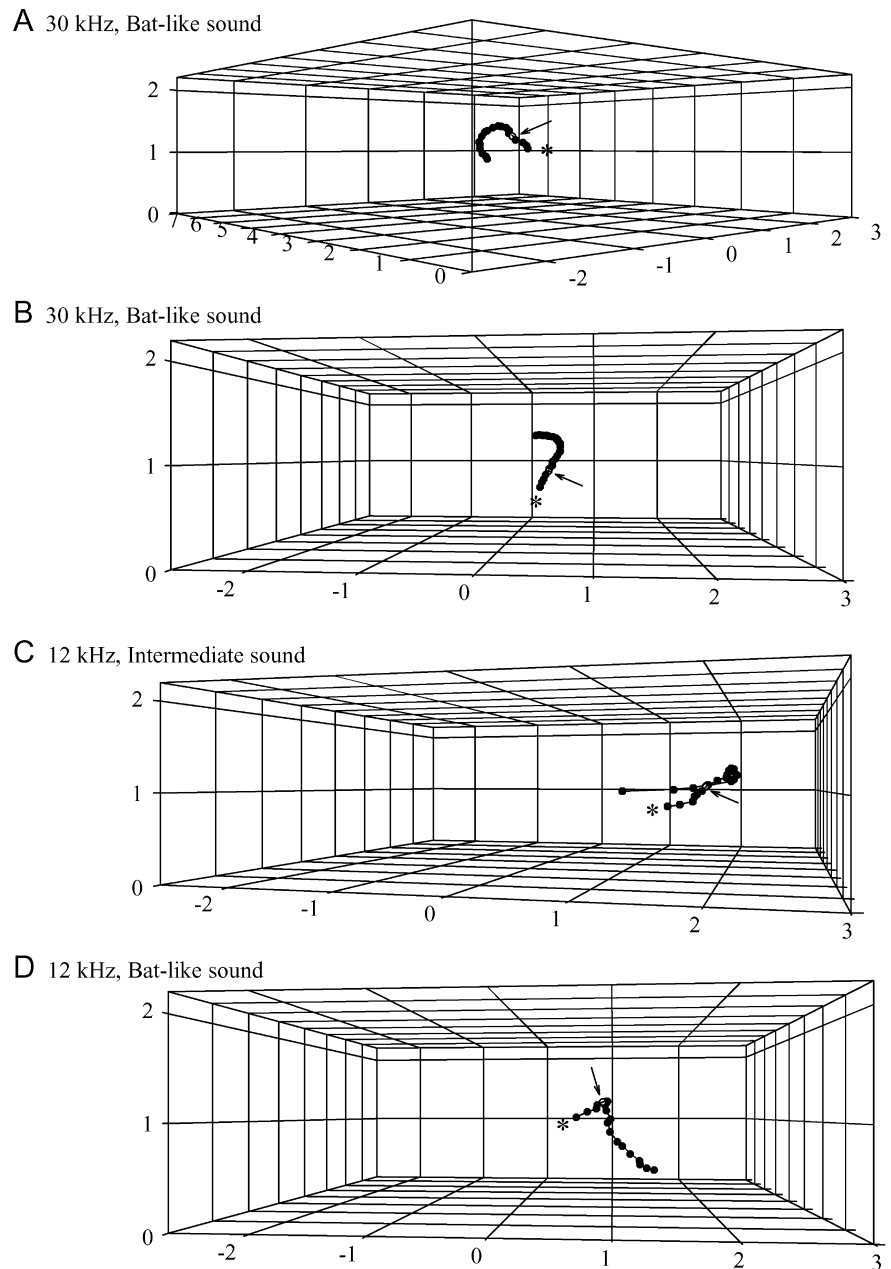 A 30 kHz, Bat-like sound
2
1
0
7 6 5 4 3 2 1 0
-2 -1 0 1 2 3
*
B 30 kHz, Bat-like sound
2
1
0
-2 -1 0 1 2 3
*
C 12 kHz, Intermediate sound
2
1
0
-2 -1 0 1 2 3
*
D 12 kHz, Bat-like sound
2
1
0
-2 -1 0 1 2 3
*